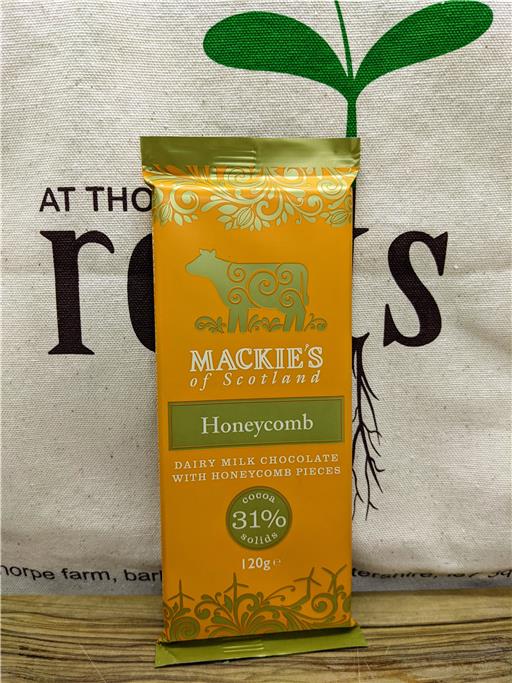 AT THO
MACKIE'S
of Scotland
Honeycomb
DAIRY MILK CHOCOLATE
WITH HONEYCOMB PIECES
cocoa
31%
solids
120g℮
horpe farm, bar tershire,